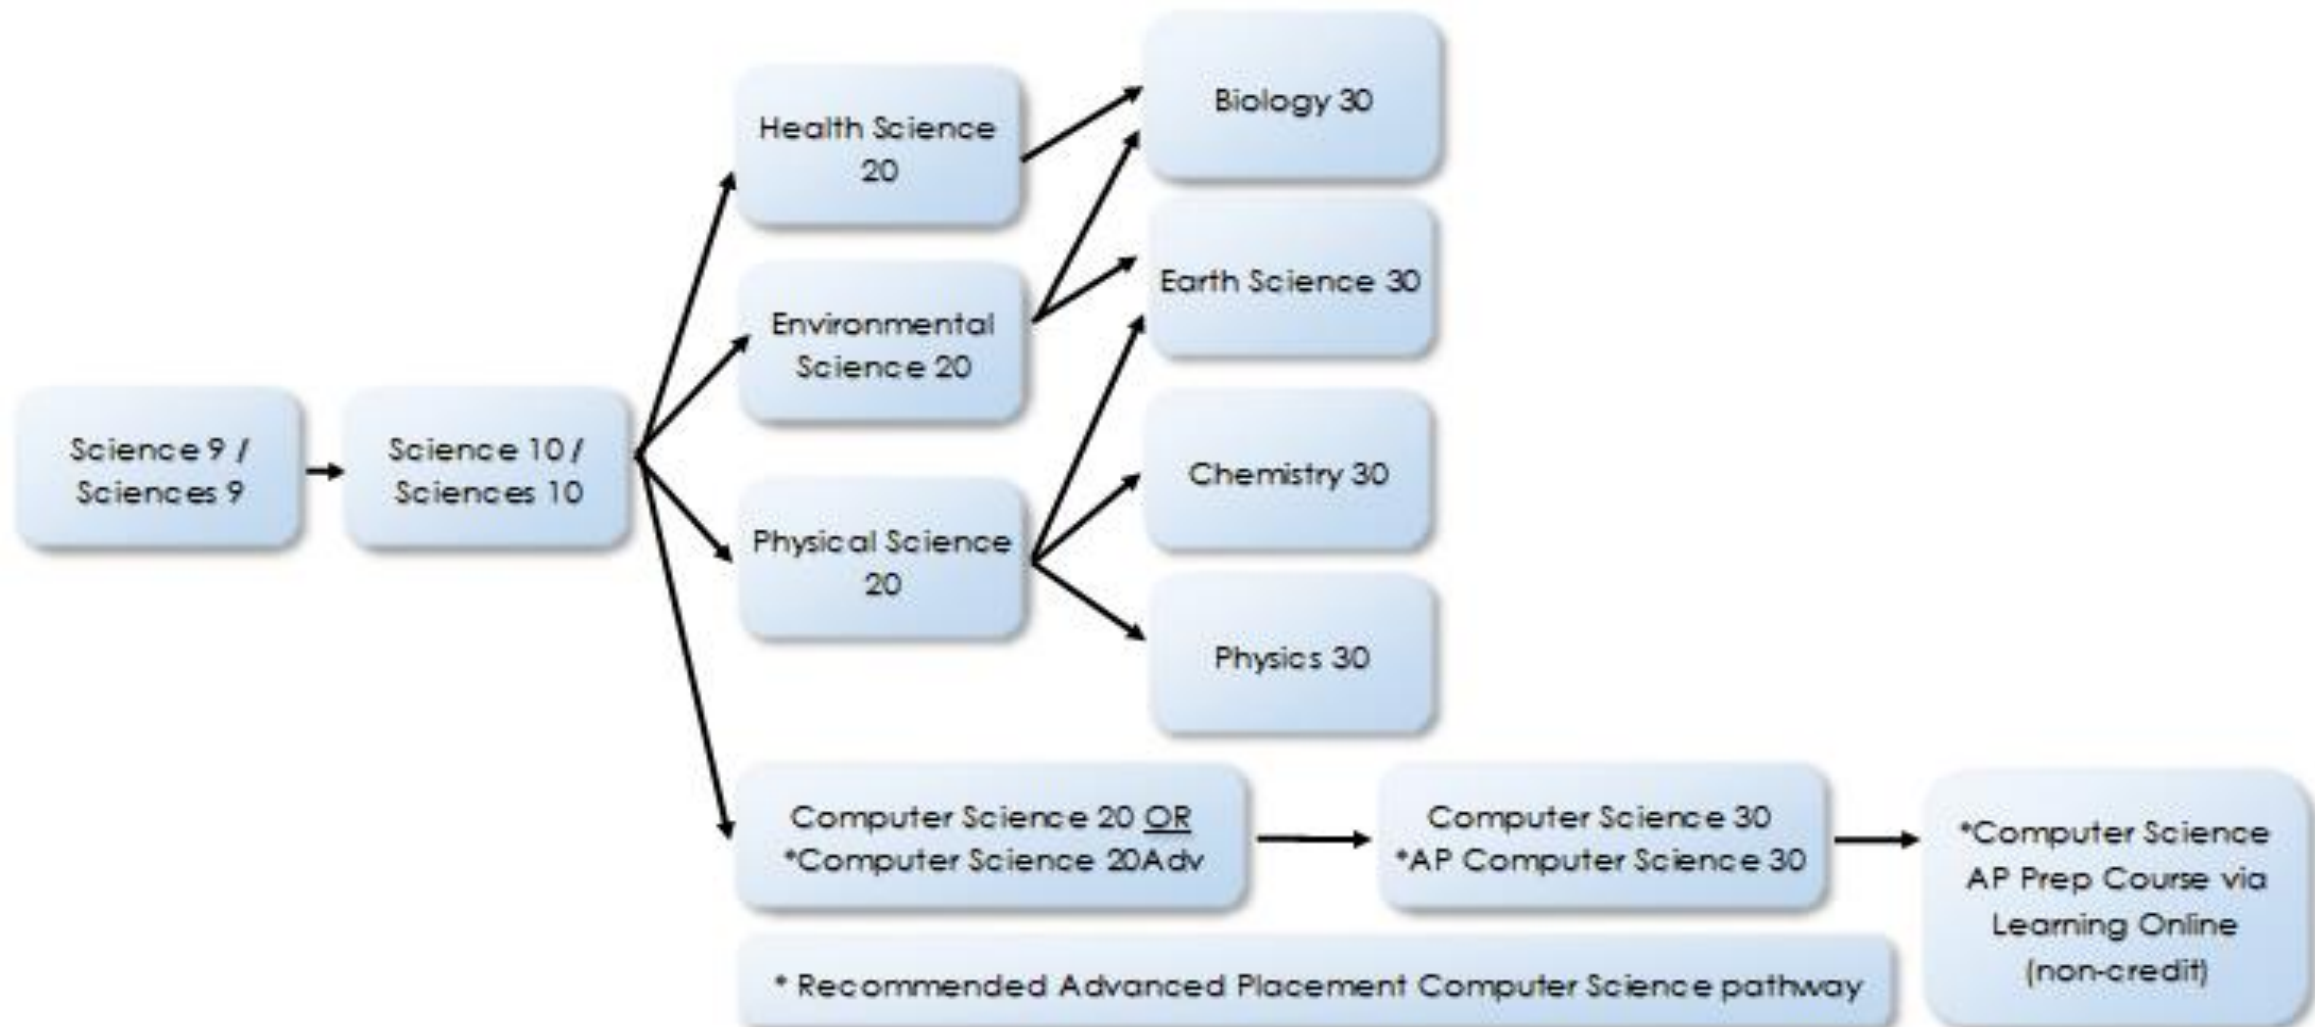 Science 9 /
Sciences 9
Science 10 /
Sciences 10
Health Science
20
Environmental
Science 20
Physical Science
20
Biology 30
Earth Science 30
Chemistry 30
Physics 30
Computer Science 20 OR
*Computer Science 20Adv
Computer Science 30
*AP Computer Science 30
*Computer Science
AP Prep Course via
Learning Online
(non-credit)
* Recommended Advanced Placement Computer Science pathway